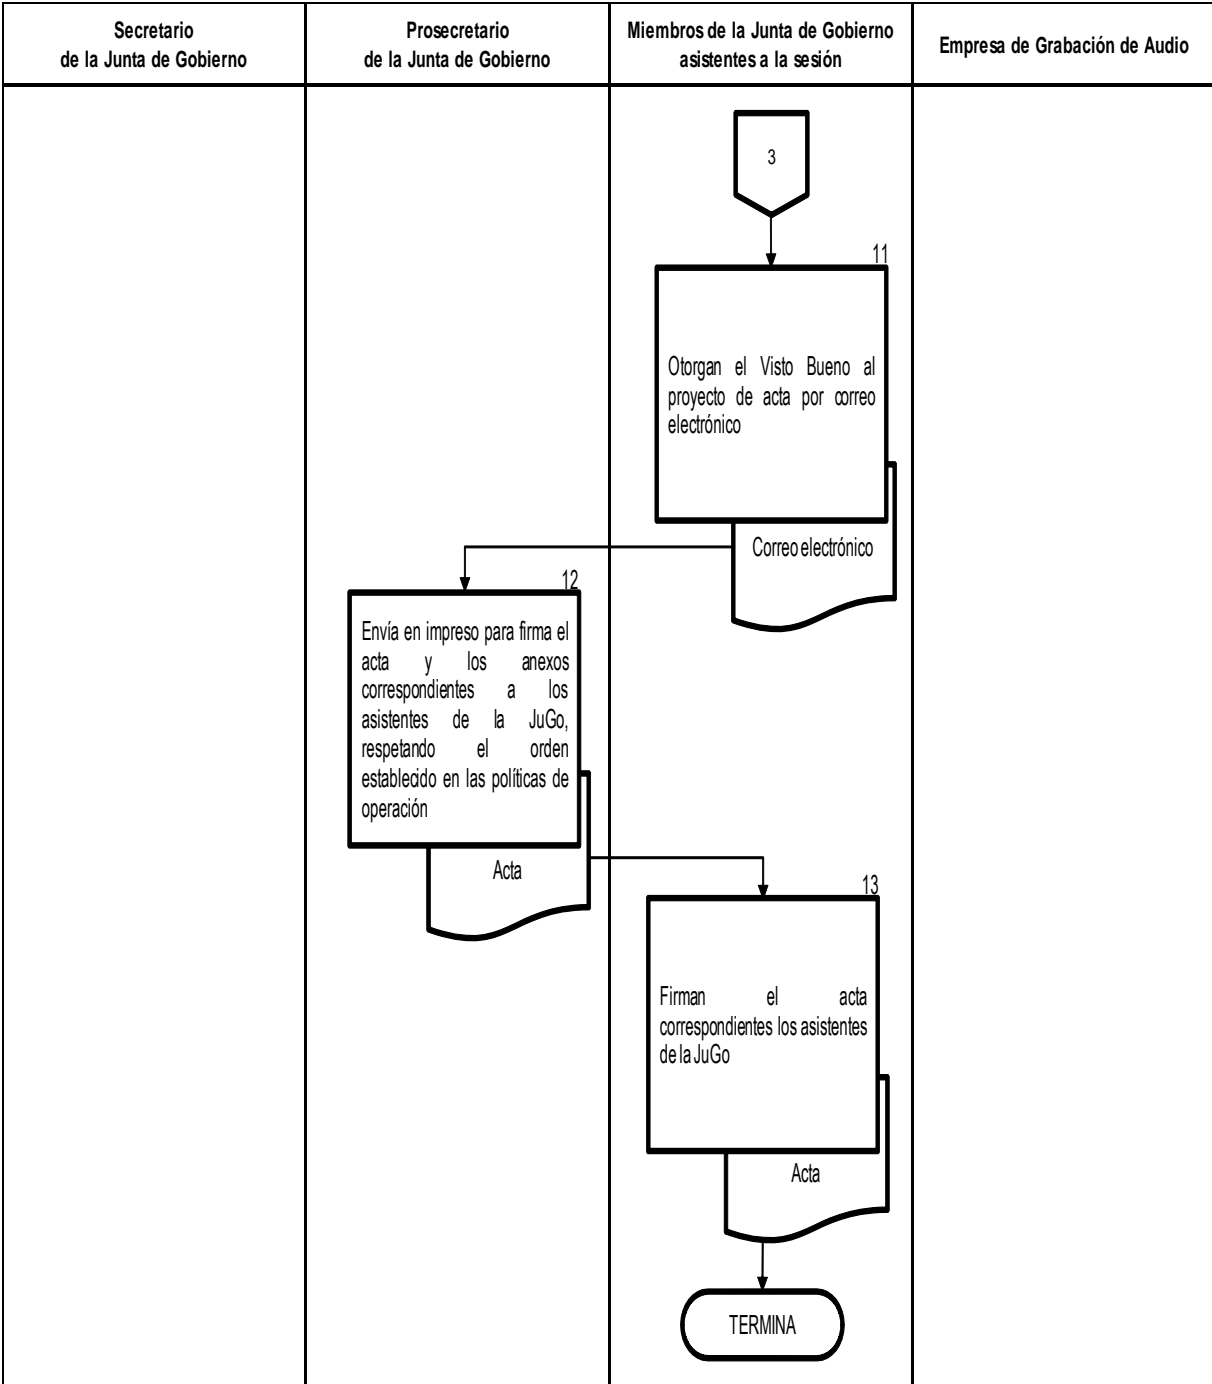 Secretario
de la Junta de Gobierno
Prosecretario
de la Junta de Gobierno
Miembros de la Junta de Gobierno
asistentes a la sesión
Empresa de Grabación de Audio
3
11
Otorgan el Visto Bueno al
proyecto de acta por correo
electrónico
Correo electrónico
12
Envía en impreso para firma el
acta y los anexos
correspondientes a los
asistentes de la JuGo,
respetando el orden
establecido en las políticas de
operación
Acta
13
Firman el acta
correspondientes los asistentes
de la JuGo
Acta
TERMINA